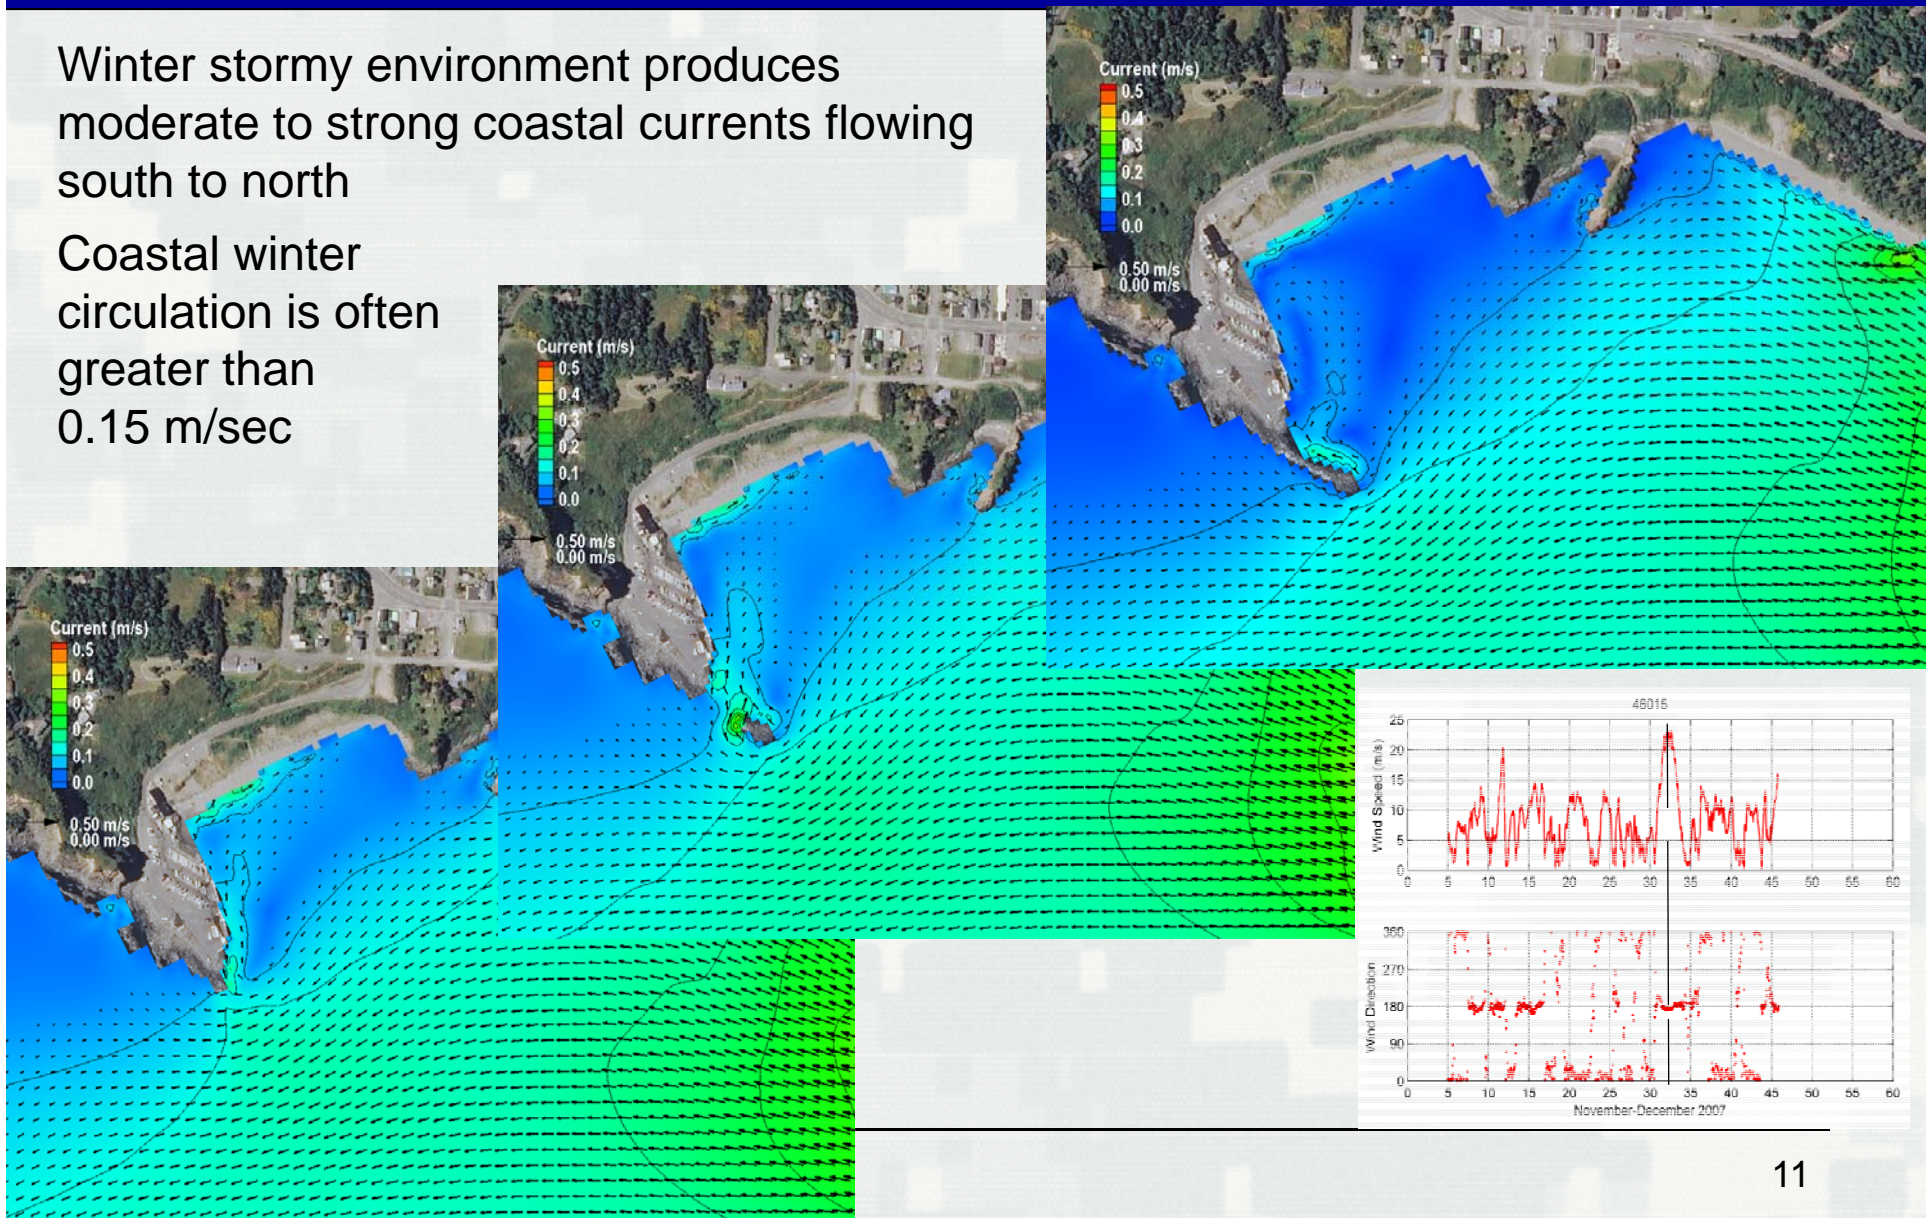 Winter stormy environment produces
moderate to strong coastal currents flowing
south to north
Coastal winter
circulation is often
greater than
0.15 m/sec
Current (m/s)
0.5
0.4
0.3
0.2
0.1
0.0
0.50 m/s
0.00 m/s
Current (m/s)
0.5
0.4
0.3
0.2
0.1
0.0
0.50 m/s
0.00 m/s
Current (m/s)
0.5
0.4
0.3
0.2
0.1
0.0
0.50 m/s
0.00 m/s
46015
Wind Speed (m/s)
25
20
15
10
5
0
0 5 10 15 20 25 30 35 40 45 50 55 60
Wind Direction
360
270
180
90
0
0 5 10 15 20 25 30 35 40 45 50 55 60
November-December 2007
11